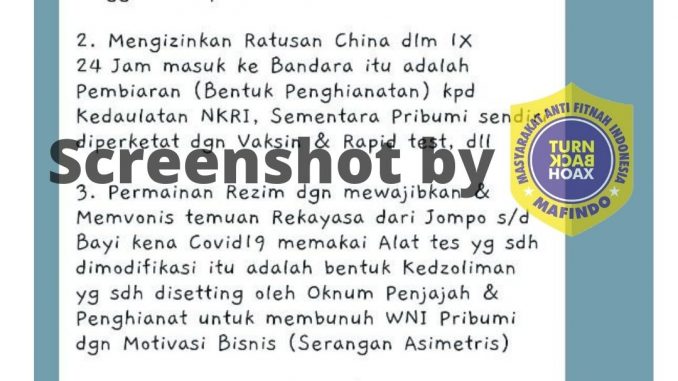 2. Mengizinkan Ratusan China dlm 1X
24 Jam masuk ke Bandara itu adalah
Pembiaran (Bentuk Penghianatan) kpd
Kedaulatan NKRI, Sementara Pribumi sendiri
diperketat dgn Vaksin & Rapid test, dll
Screenshot by
MASYARAKAT ANTI FITNAH INDONESIA
TURN
BACK
HOAX
MAFINDO
3. Permainan Rezim dgn mewajibkan &
Memvonis temuan Rekayasa dari Jompo s/d
Bayi kena Covid19 memakai Alat tes yg sdh
dimodifikasi itu adalah bentuk Kedzoliman
yg sdh disetting oleh Oknum Penjajah &
Penghianat untuk membunuh WNI Pribumi
dgn Motivasi Bisnis (Serangan Asimetris)